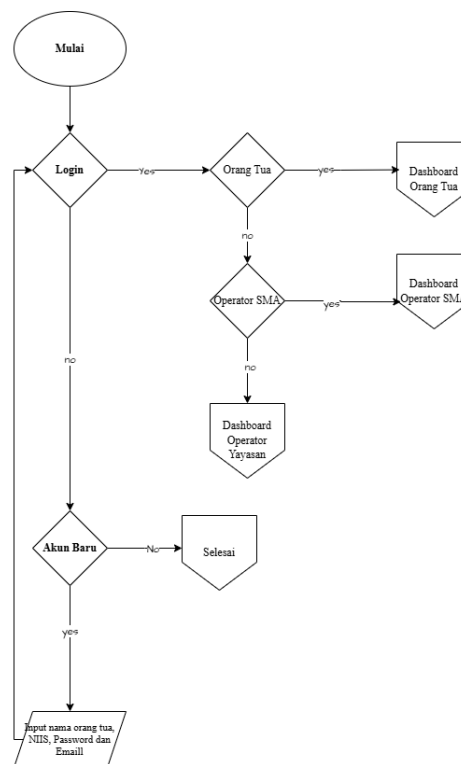 Mulai
Login
Yes
Orang Tua
yes
Dashboard
Orang Tua
no
Operator SMA
yes
Dashboard
Operator SMA
no
no
Dashboard
Operator
Yayasan
Akun Baru
No
Selesai
yes
Input nama orang tua,
NIIS, Password dan
Emaill